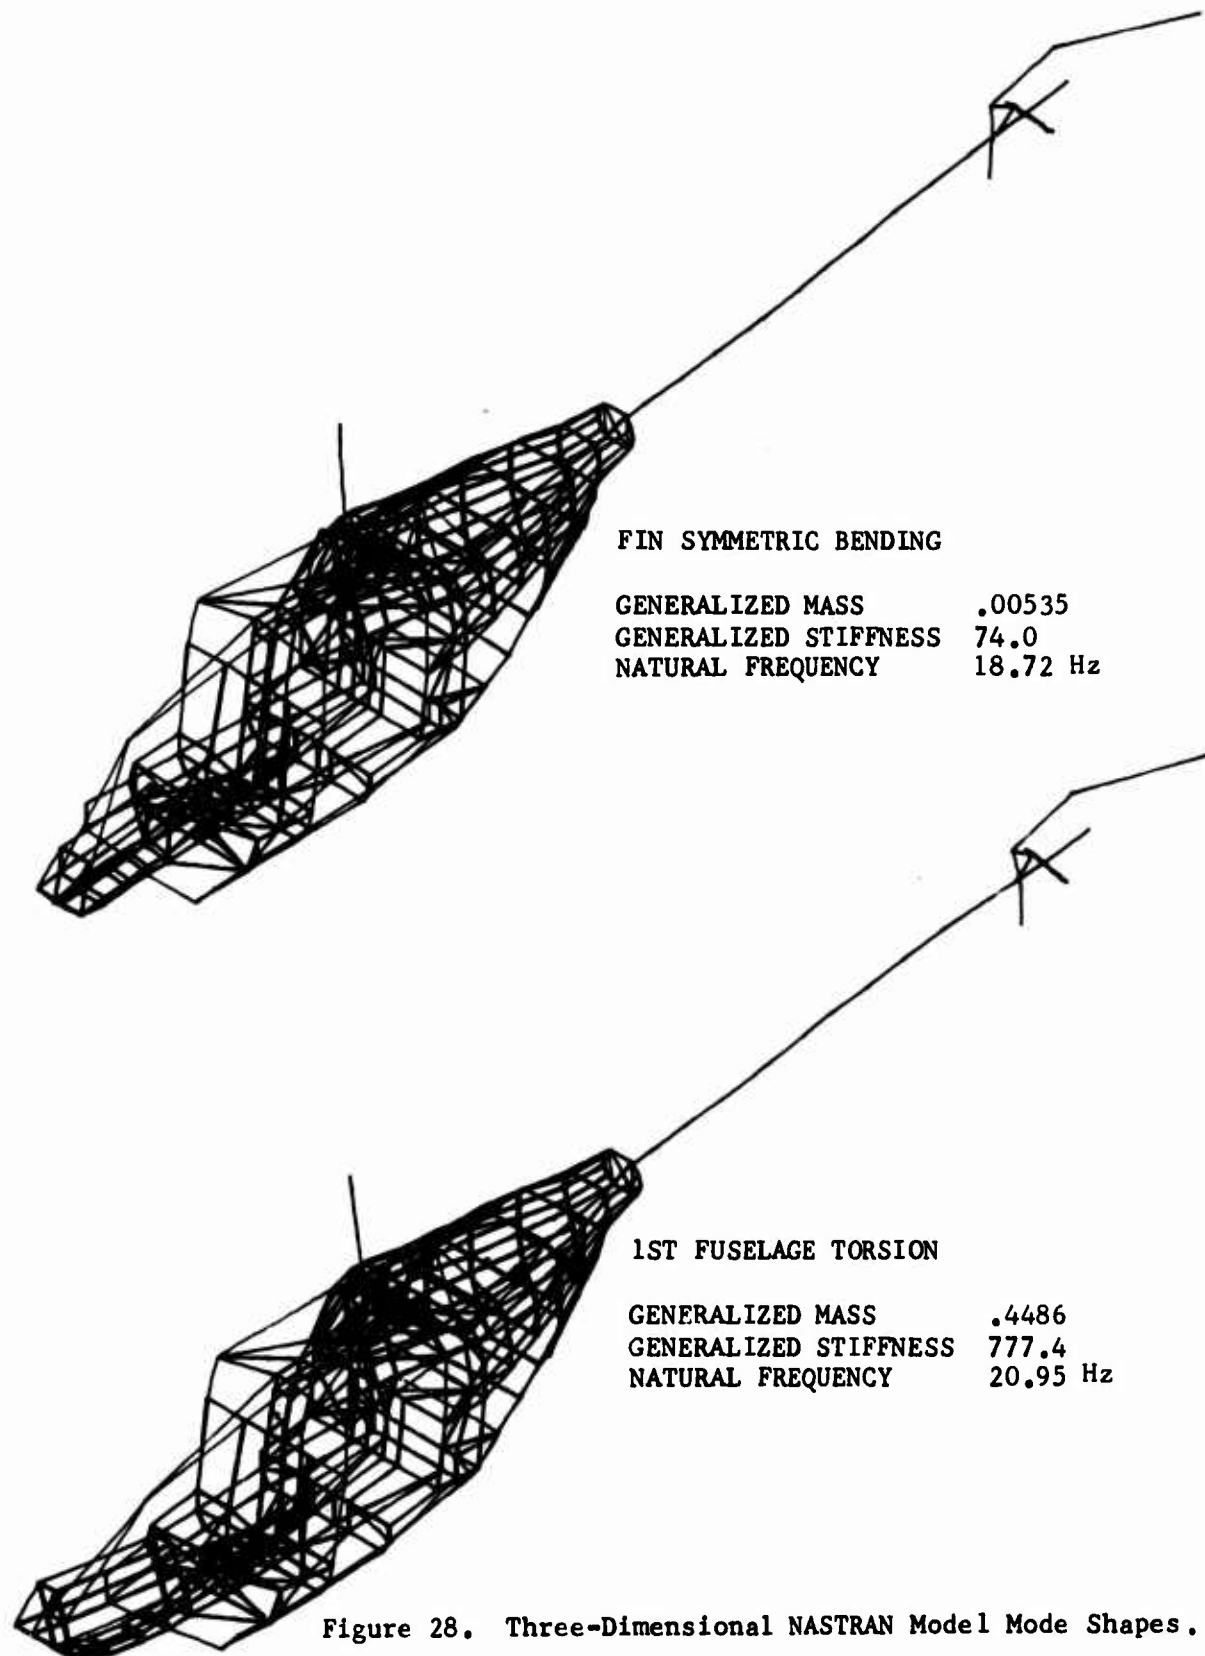 FIN SYMMETRIC BENDING
GENERALIZED MASS .00535
GENERALIZED STIFFNESS 74.0
NATURAL FREQUENCY 18.72 Hz
1ST FUSELAGE TORSION
GENERALIZED MASS .4486
GENERALIZED STIFFNESS 777.4
NATURAL FREQUENCY 20.95 Hz
Figure 28. Three-Dimensional NASTRAN Model Mode Shapes.